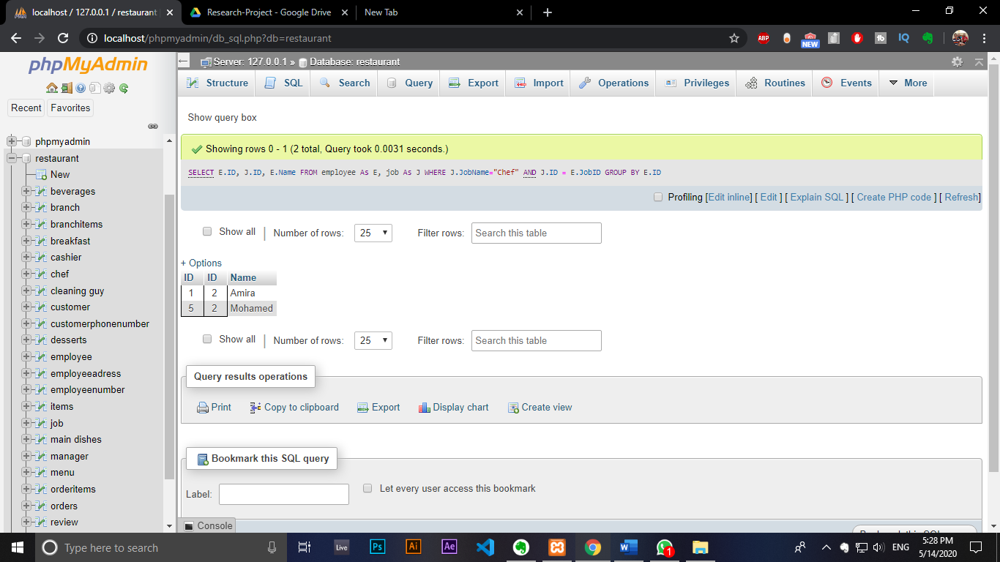 localhost / 127.0.0.1 / restaurant
Research-Project - Google Drive
New Tab
localhost/phpmyadmin/db_sql.php?db=restaurant
ABP
NEW
IQ
phpMyAdmin
Recent
Favorites
phpmyadmin
restaurant
New
beverages
branch
branchitems
breakfast
cashier
chef
cleaning guy
customer
customerphonenumber
desserts
employee
employeeadress
employeenumber
items
job
main dishes
manager
menu
orderitems
orders
review
Server: 127.0.0.1 » Database: restaurant
Structure
SQL
Search
Query
Export
Import
Operations
Privileges
Routines
Events
More
Show query box
Showing rows 0 - 1 (2 total, Query took 0.0031 seconds.)
SELECT E.ID, J.ID, E.Name FROM employee As E, job As J WHERE J.JobName="Chef" AND J.ID = E.JobID GROUP BY E.ID
Profiling [Edit inline] [ Edit ] [ Explain SQL ] [ Create PHP code ] [ Refresh]
Show all | Number of rows: 25 Filter rows: Search this table
+ Options
ID ID Name
1 2 Amira
5 2 Mohamed
Show all | Number of rows: 25 Filter rows: Search this table
Query results operations
Print
Copy to clipboard
Export
Display chart
Create view
Bookmark this SQL query
Label:
Let every user access this bookmark
Console
Type here to search
Live
Ps
Ai
Ae
1
ENG
5:28 PM
5/14/2020